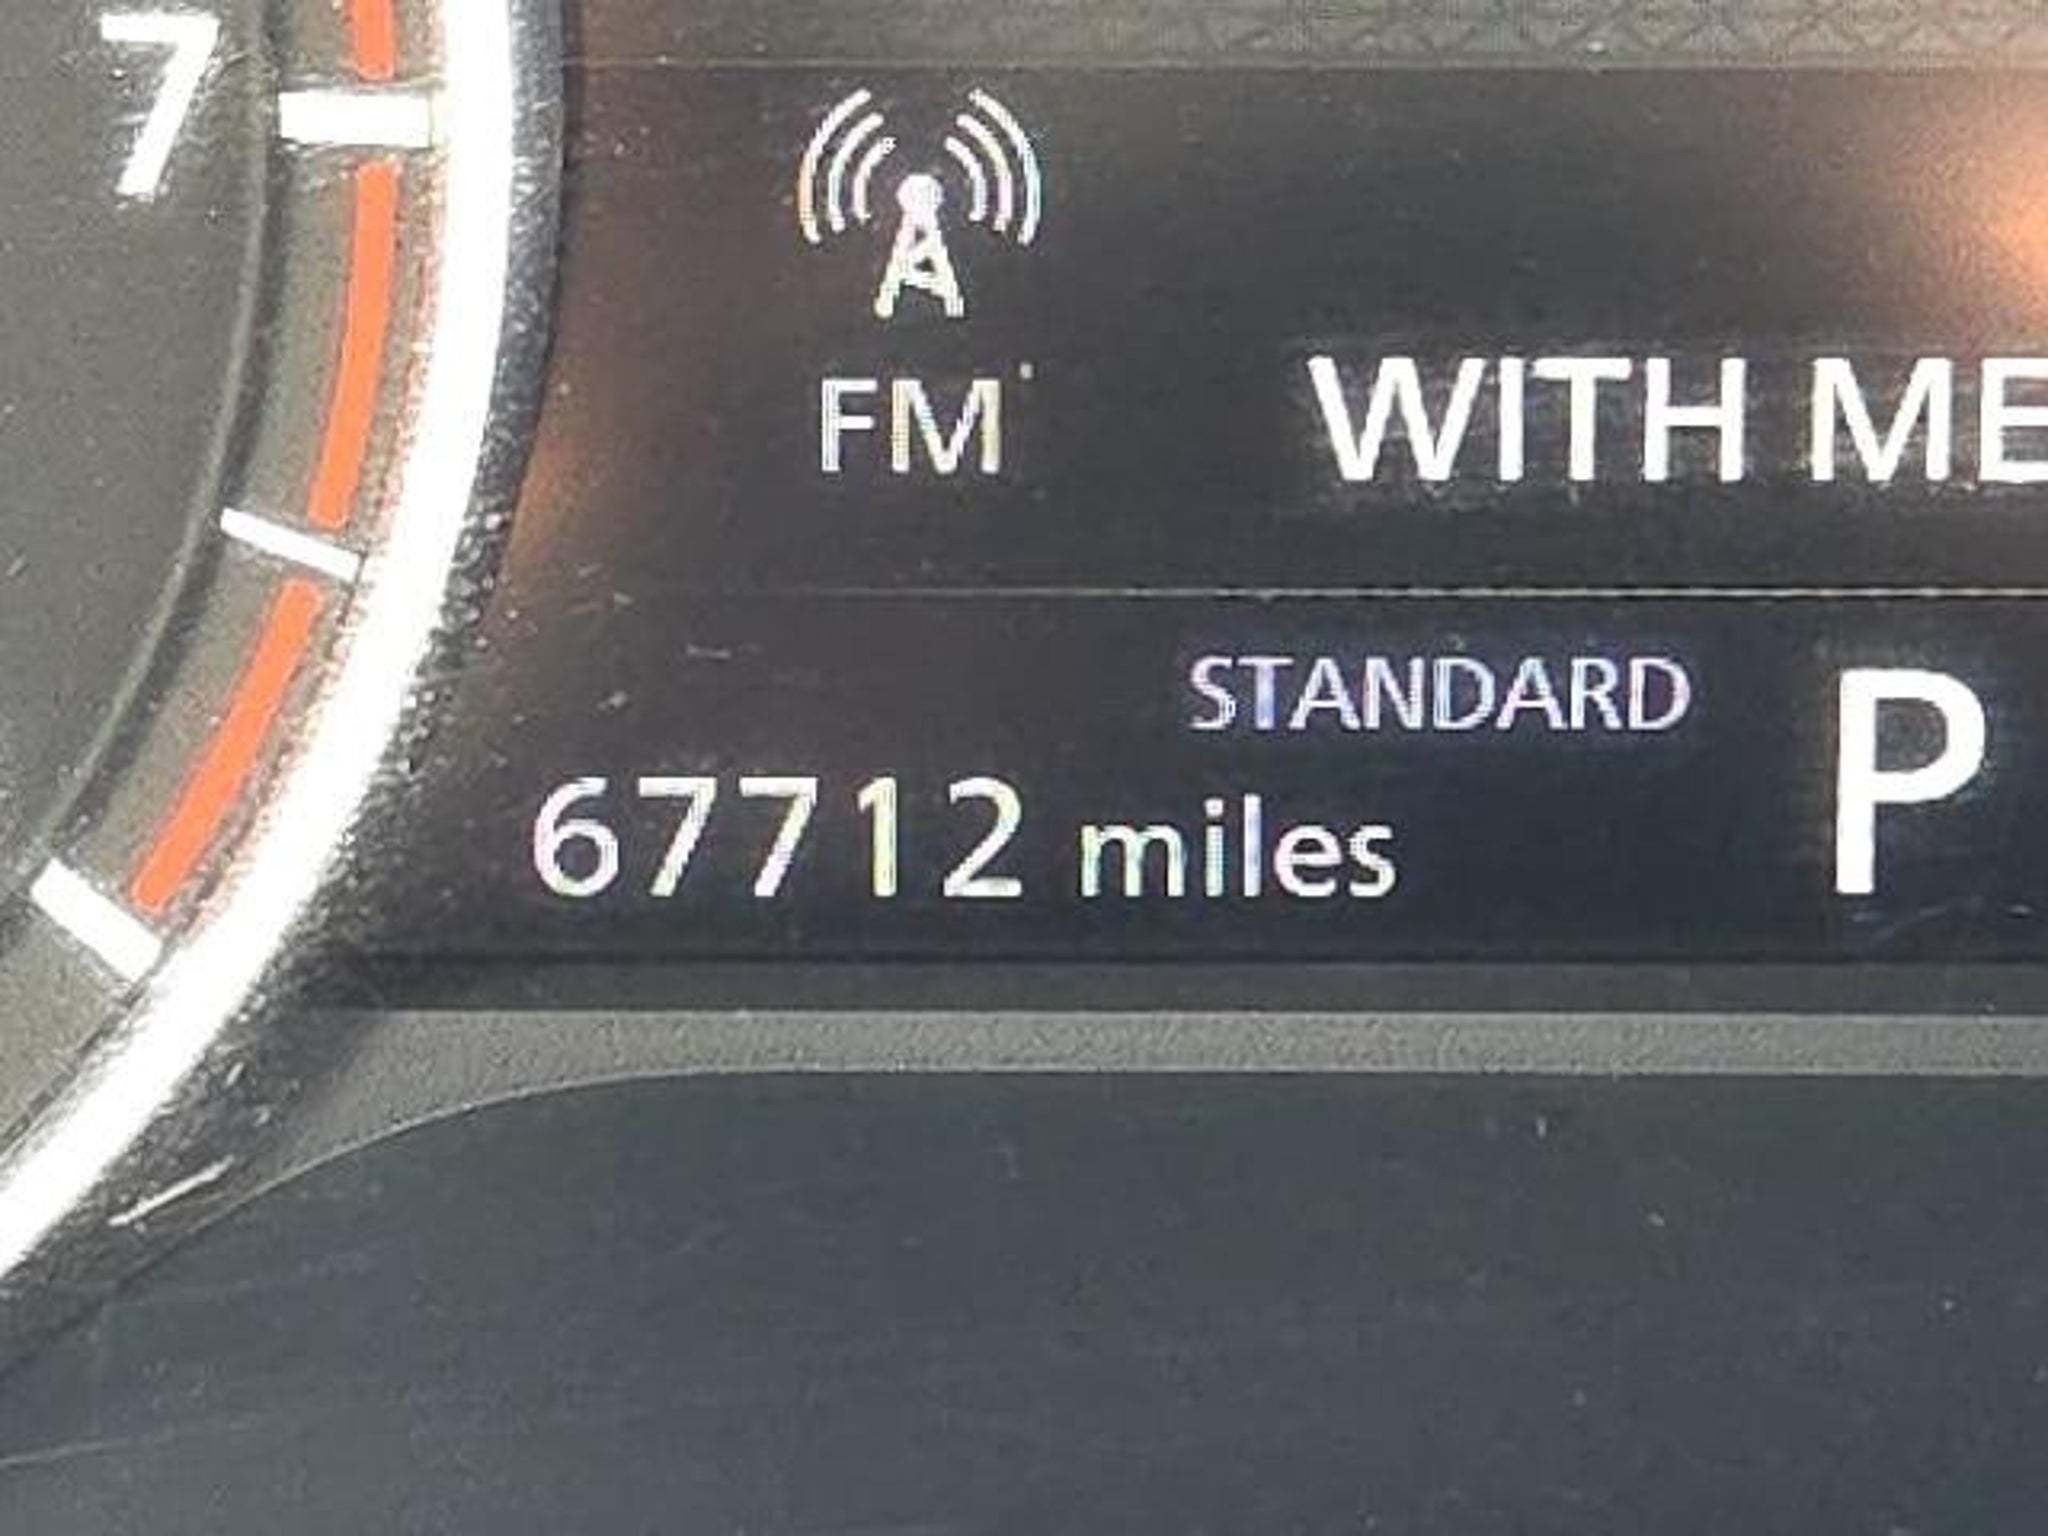 7
FM
WITH ME
STANDARD
P
67712 miles